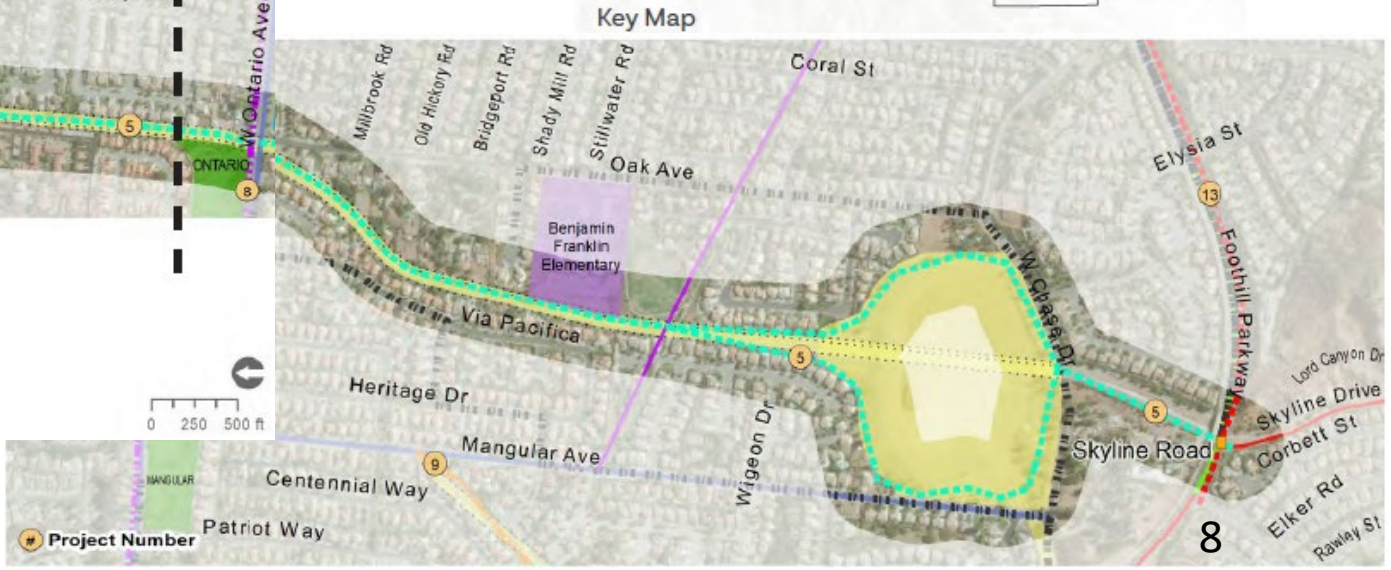 Key Map
W Ontario Ave
Millbrook Rd
Old Hickory Rd
Bridgeport Rd
Shady Mill Rd
Stillwater Rd
Coral St
Elysia St
5
ONTARIO
8
Oak Ave
13
Benjamin
Franklin
Elementary
Foothill Parkway
W Chase Dr
Via Pacifica
5
Lord Canyon Dr
Heritage Dr
Skyline Drive
0 250 500 ft
5
Corbett St
Mangular Ave
Skyline Road
Wigeon Dr
9
MANGULAR
Centennial Way
Elker Rd
Patriot Way
# Project Number
8
Rawley St